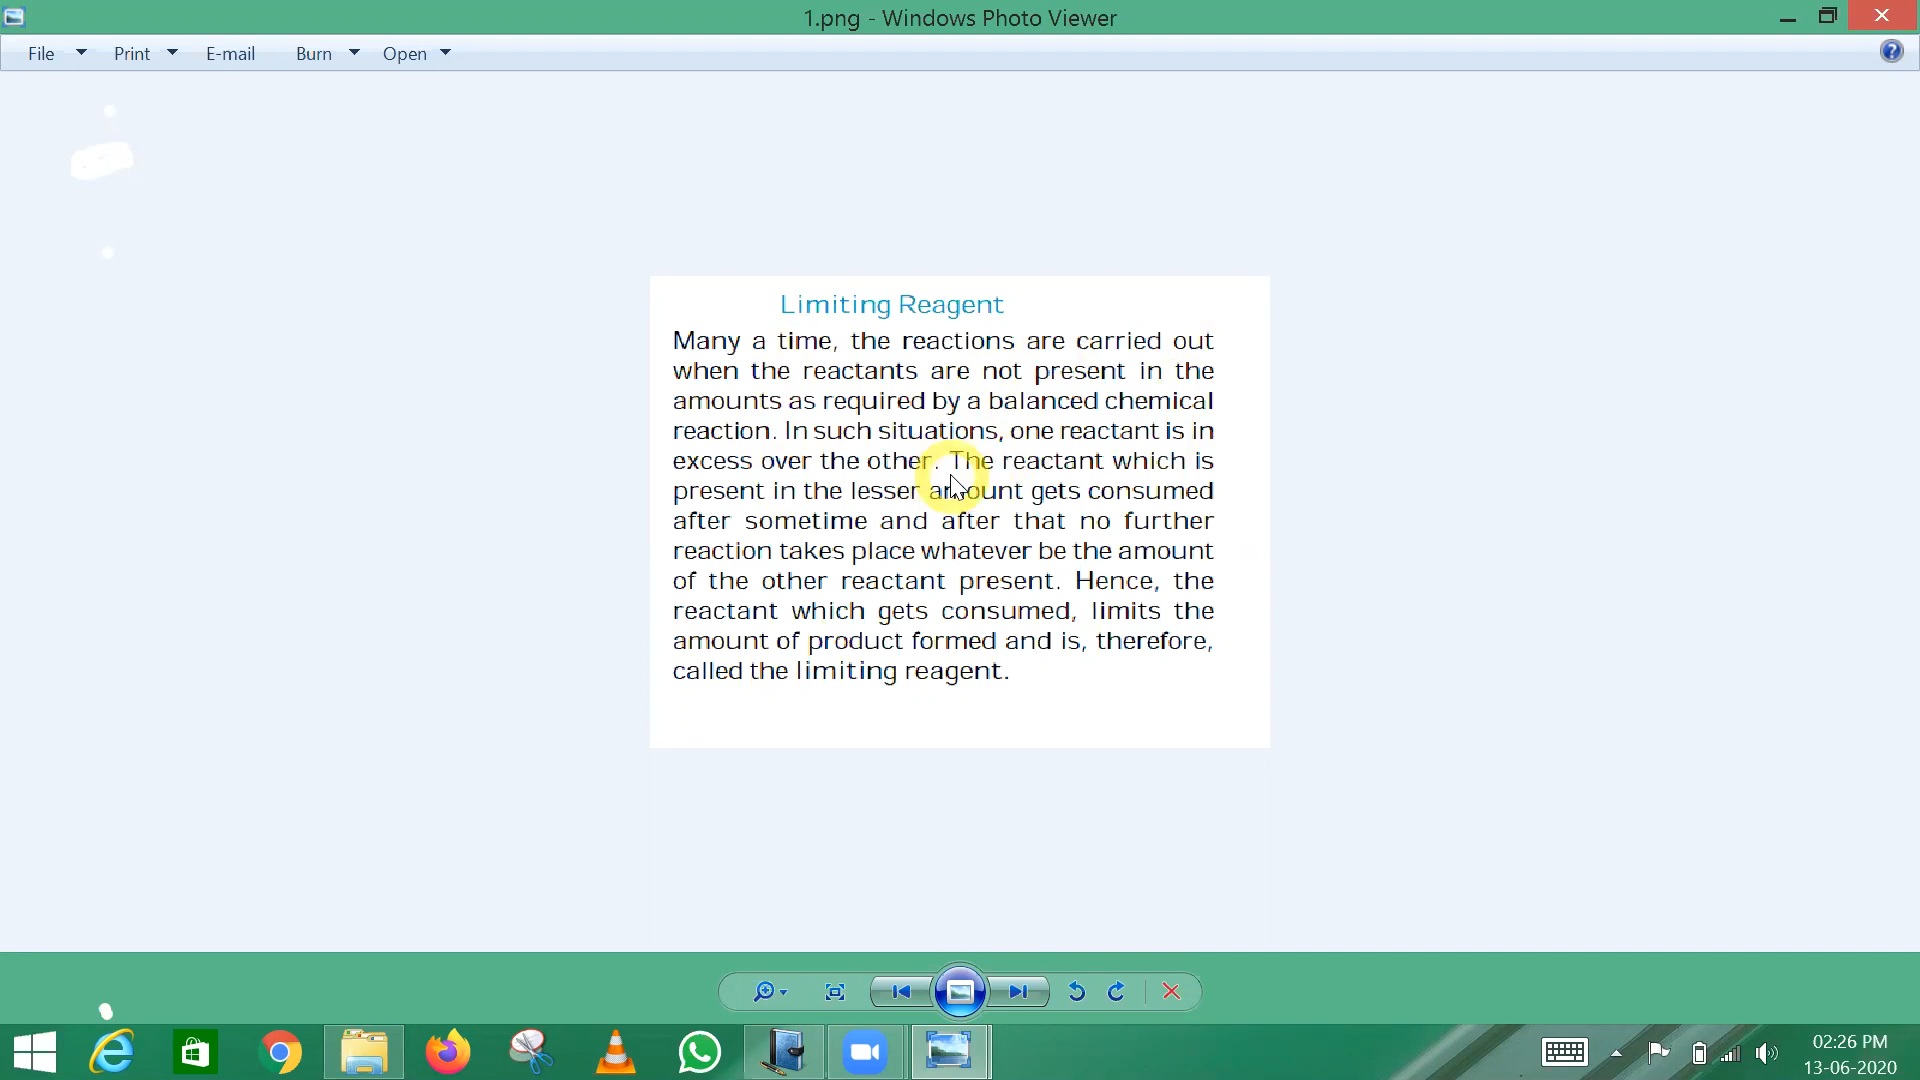 1.png - Windows Photo Viewer
File Print E-mail Burn Open
Limiting Reagent
Many a time, the reactions are carried out
when the reactants are not present in the
amounts as required by a balanced chemical
reaction. In such situations, one reactant is in
excess over the other. The reactant which is
present in the lesser amount gets consumed
after sometime and after that no further
reaction takes place whatever be the amount
of the other reactant present. Hence, the
reactant which gets consumed, limits the
amount of product formed and is, therefore,
called the limiting reagent.
02:26 PM
13-06-2020